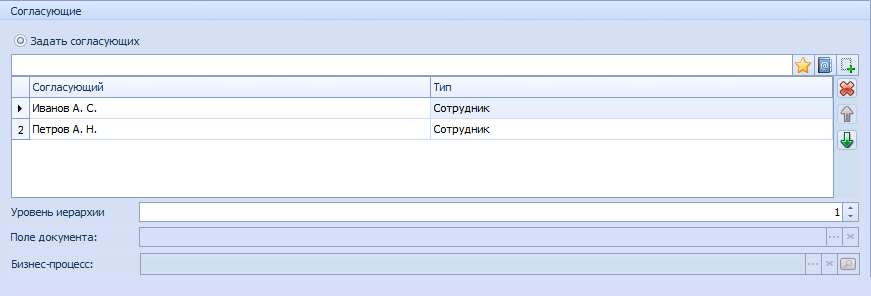 Согласующие
Задать согласующих
Согласующий Тип
Иванов А. С. Сотрудник
2 Петров А. Н. Сотрудник
Уровень иерархии 1
Поле документа:
Бизнес-процесс: